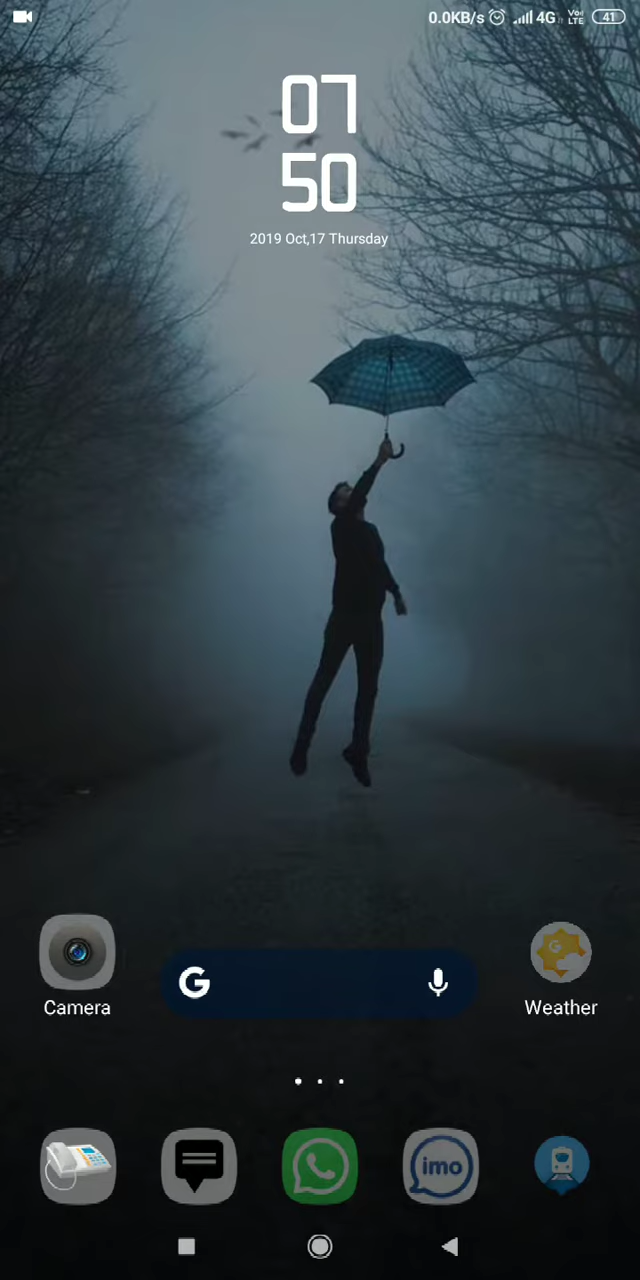 0.0KB/s 4G Vo) LTE 41
07
50
2019 Oct,17 Thursday
G
G
Camera
Weather
imo